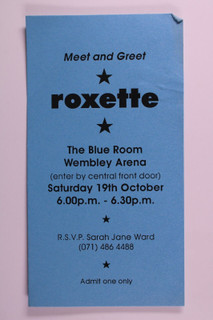 Meet and Greet
roxette
The Blue Room
Wembley Arena
(enter by central front door)
Saturday 19th October
6.00p.m. - 6.30p.m.
R.S.V.P. Sarah Jane Ward
(071) 486 4488
Admit one only